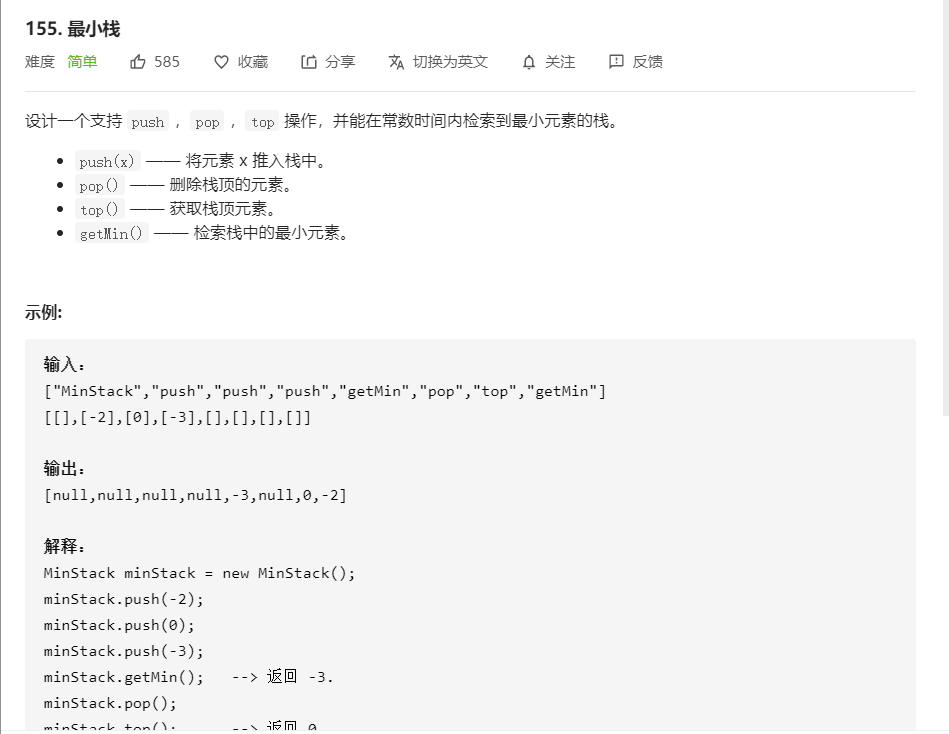 155. 最小栈
难度 简单 585 收藏 分享 切换为英文 关注 反馈
设计一个支持 push ，pop ，top 操作，并能在常数时间内检索到最小元素的栈。
• push(x) —— 将元素 x 推入栈中。
• pop() —— 删除栈顶的元素。
• top() —— 获取栈顶元素。
• getMin() —— 检索栈中的最小元素。
示例:
输入：
["MinStack","push","push","push","getMin","pop","top","getMin"]
[[],[-2],[0],[-3],[],[],[],[]]
输出：
[null,null,null,null,-3,null,0,-2]
解释：
MinStack minStack = new MinStack();
minStack.push(-2);
minStack.push(0);
minStack.push(-3);
minStack.getMin();   --> 返回 -3.
minStack.pop();
minStack.top();      --> 返回 0